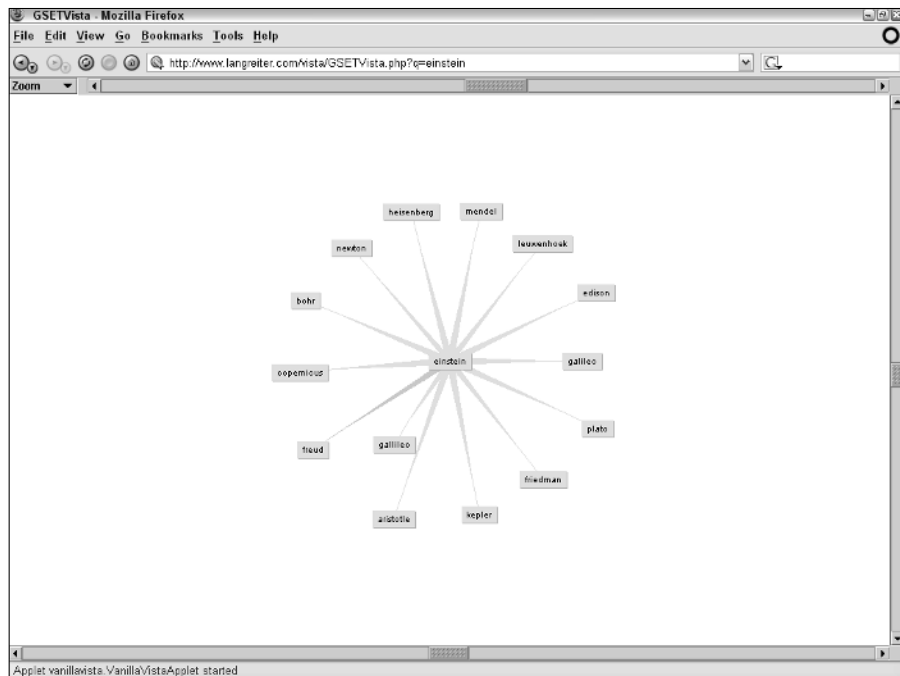 GSETVista - Mozilla Firefox
File Edit View Go Bookmarks Tools Help
http://www.langreiter.com/vista/GSETVista.php?q=einstein
Zoom
heisenberg mendel
newton leuwenhoek
bohr edison
einstein galileo
copernicus
plato
freud gallileo
friedman
aristotle kepler
Applet vanillavista.VanillaVistaApplet started